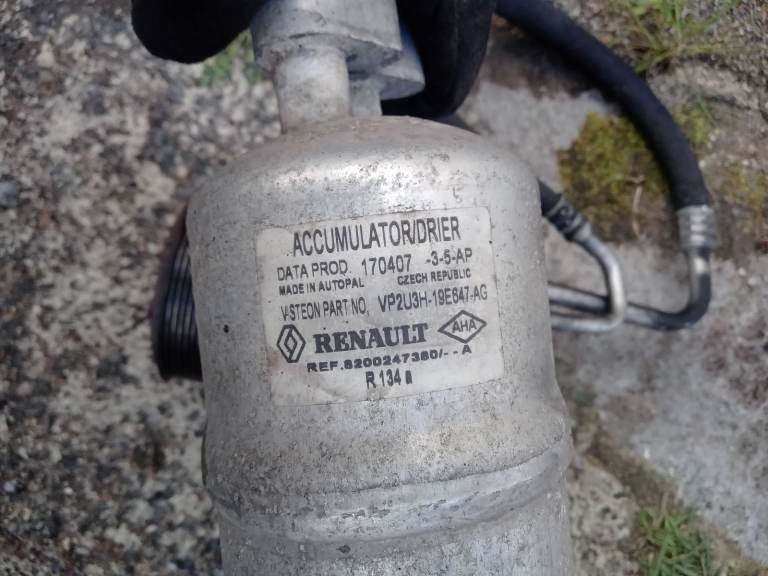 ACCUMULATOR/DRIER
DATA PROD. 170407 -3-5-AP
MADE IN AUTOPAL CZECH REPUBLIC
V-STEON PART NO. VP2U3H-19E647-AG
RENAULT AHA
REF.8200247360/--A
R 134 a